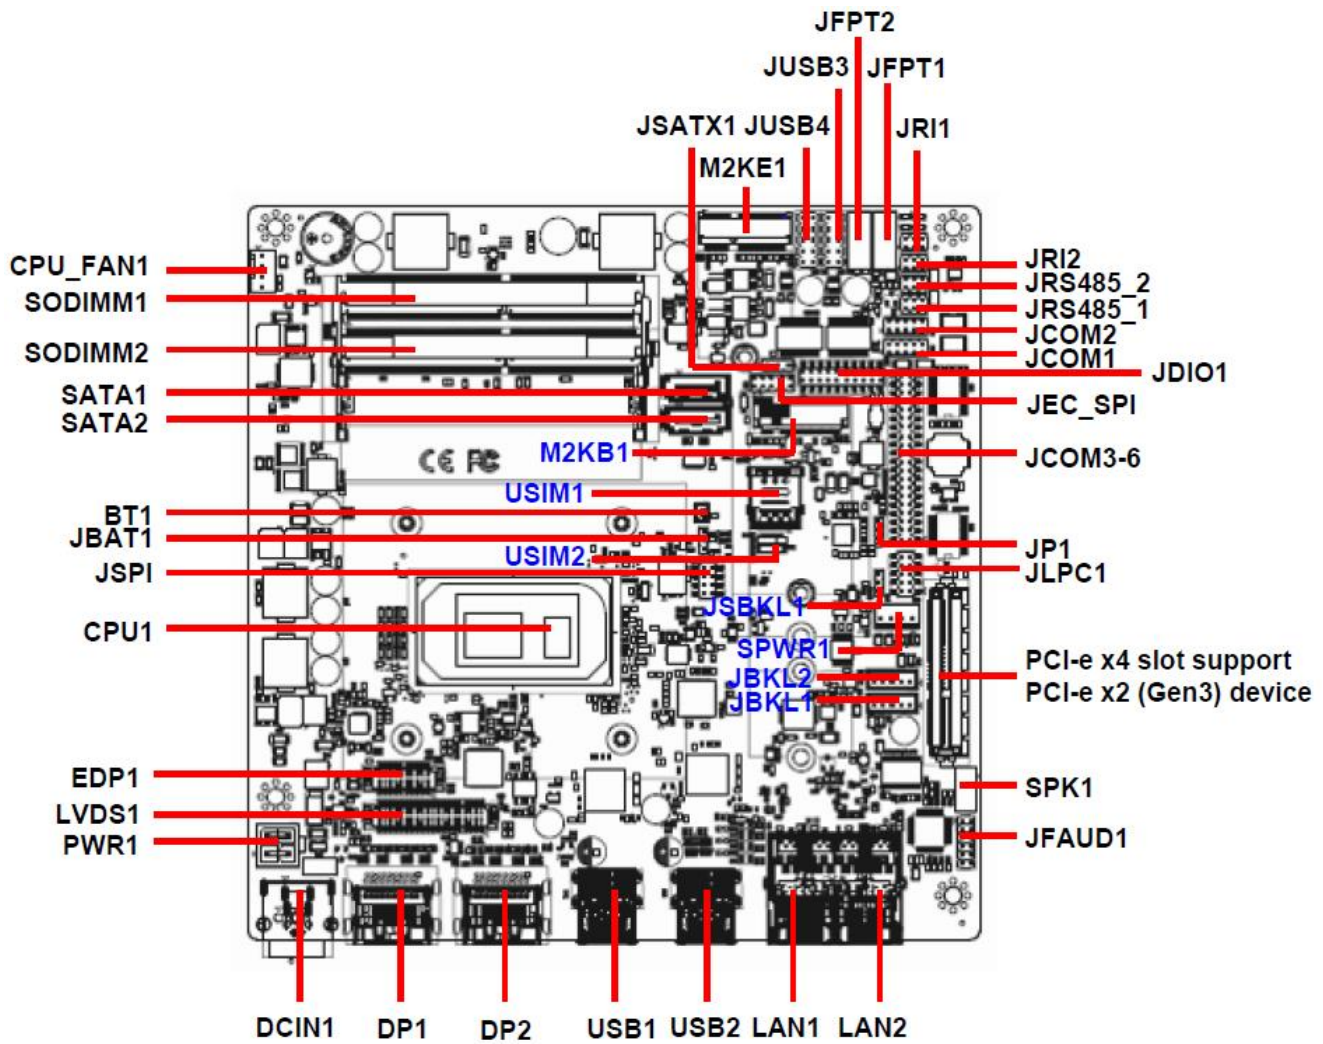 JFPT2
JUSB3 JFPT1
JSATX1 JUSB4 JRI1
M2KE1
CPU_FAN1
SODIMM1
SODIMM2
SATA1
SATA2
BT1
JBAT1
JSPI
CPU1
EDP1
LVDS1
PWR1
M2KB1
USIM1
USIM2
JSBKL1
SPWR1
JBKL2
JBKL1
CE FC
JRI2
JRS485_2
JRS485_1
JCOM2
JCOM1
JDIO1
JEC_SPI
JCOM3-6
JP1
JLPC1
PCI-e x4 slot support
PCI-e x2 (Gen3) device
SPK1
JFAUD1
DCIN1 DP1 DP2 USB1 USB2 LAN1 LAN2